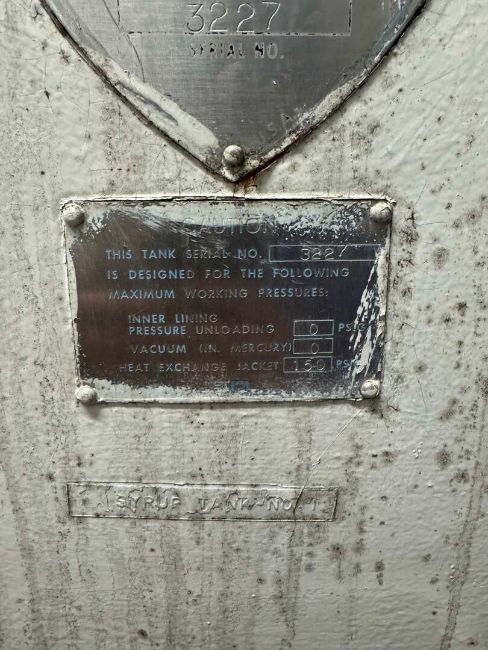 3227
SERIAL NO.
CAUTION
THIS TANK SERIAL NO. 3227
IS DESIGNED FOR THE FOLLOWING
MAXIMUM WORKING PRESSURES:
INNER LINING
PRESSURE UNLOADING 0 PSIG
VACUUM (IN. MERCURY) 0
HEAT EXCHANGE JACKET 150 PSI
SYRUP TANK NO 1